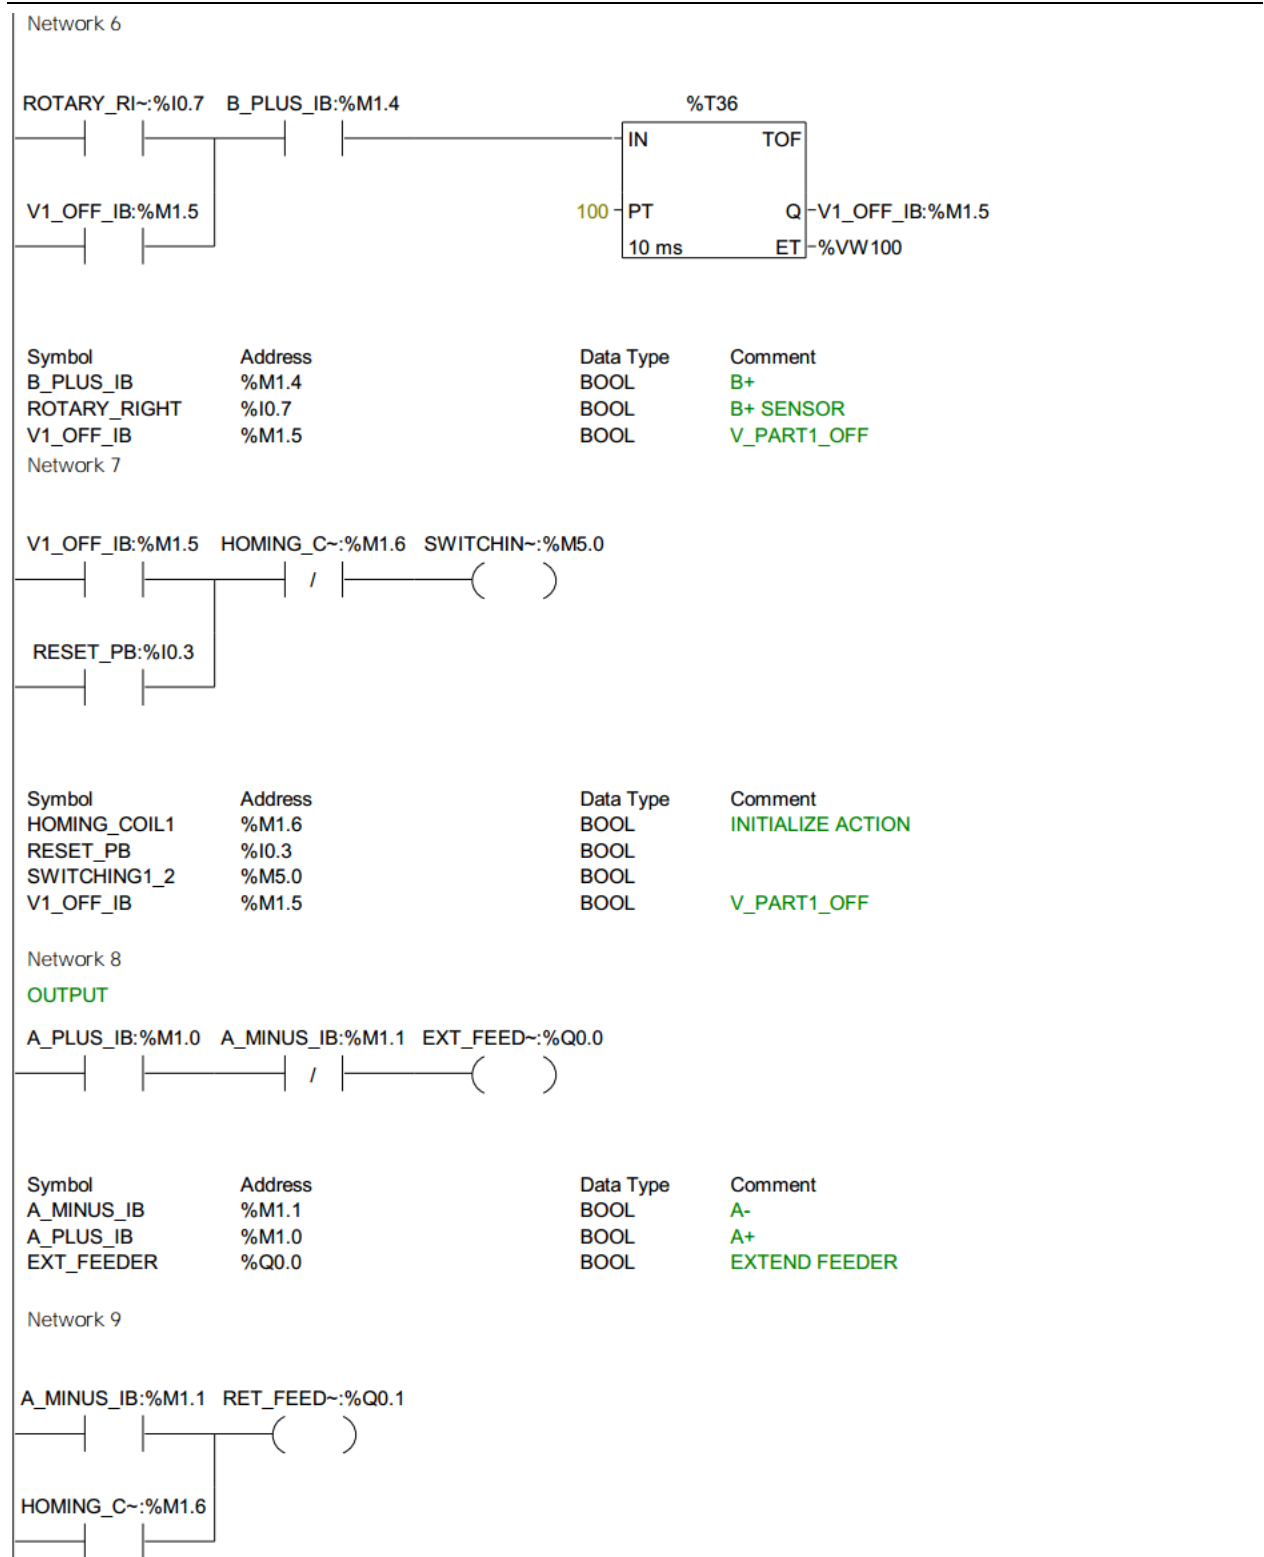 Network 6
ROTARY_RI~:%I0.7 B_PLUS_IB:%M1.4 %T36
IN TOF
V1_OFF_IB:%M1.5 100 PT Q V1_OFF_IB:%M1.5
10 ms ET %VW100
Symbol Address Data Type Comment
B_PLUS_IB %M1.4 BOOL B+
ROTARY_RIGHT %I0.7 BOOL B+ SENSOR
V1_OFF_IB %M1.5 BOOL V_PART1_OFF
Network 7
V1_OFF_IB:%M1.5 HOMING_C~:%M1.6 SWITCHIN~:%M5.0
/
RESET_PB:%I0.3
Symbol Address Data Type Comment
HOMING_COIL1 %M1.6 BOOL INITIALIZE ACTION
RESET_PB %I0.3 BOOL
SWITCHING1_2 %M5.0 BOOL
V1_OFF_IB %M1.5 BOOL V_PART1_OFF
Network 8
OUTPUT
A_PLUS_IB:%M1.0 A_MINUS_IB:%M1.1 EXT_FEED~:%Q0.0
/
Symbol Address Data Type Comment
A_MINUS_IB %M1.1 BOOL A-
A_PLUS_IB %M1.0 BOOL A+
EXT_FEEDER %Q0.0 BOOL EXTEND FEEDER
Network 9
A_MINUS_IB:%M1.1 RET_FEED~:%Q0.1
HOMING_C~:%M1.6